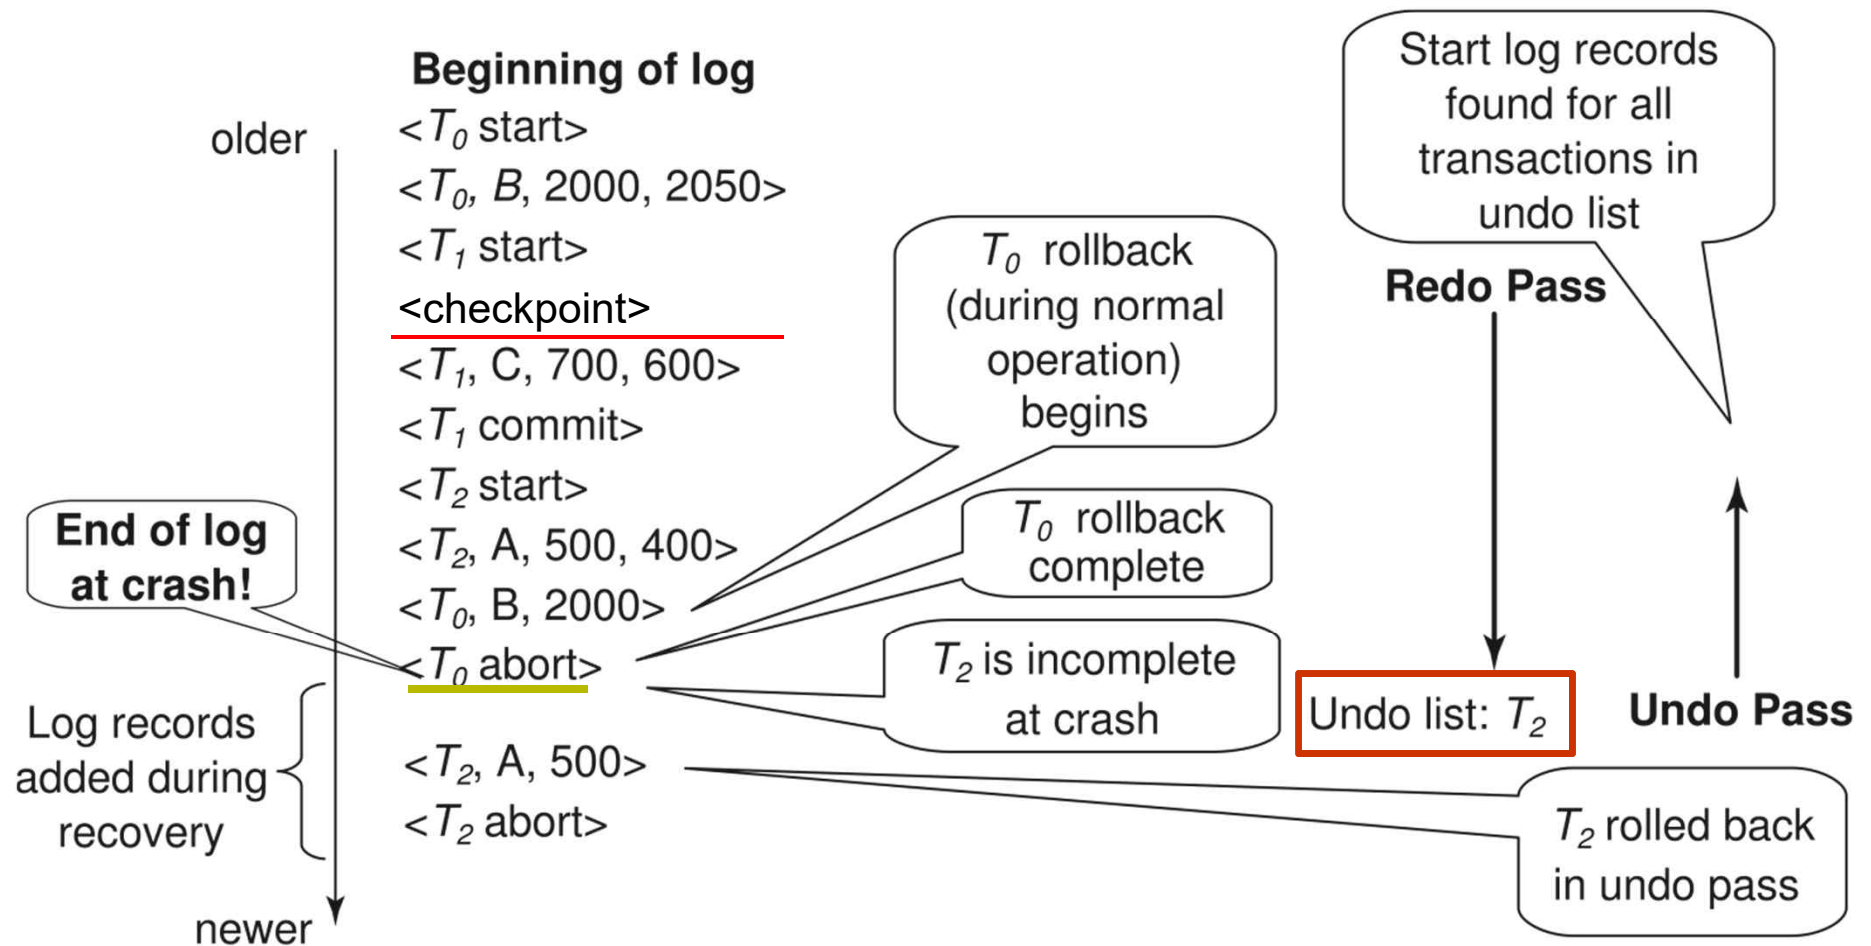 Beginning of log
older
<T0 start>
<T0, B, 2000, 2050>
<T1 start>
<checkpoint>
<T1, C, 700, 600>
<T1 commit>
<T2 start>
<T2, A, 500, 400>
<T0, B, 2000>
<T0 abort>
<T2, A, 500>
<T2 abort>
newer
End of log
at crash!
Log records
added during
recovery
T0 rollback
(during normal
operation)
begins
T0 rollback
complete
T2 is incomplete
at crash
Start log records
found for all
transactions in
undo list
Redo Pass
Undo list: T2
Undo Pass
T2 rolled back
in undo pass